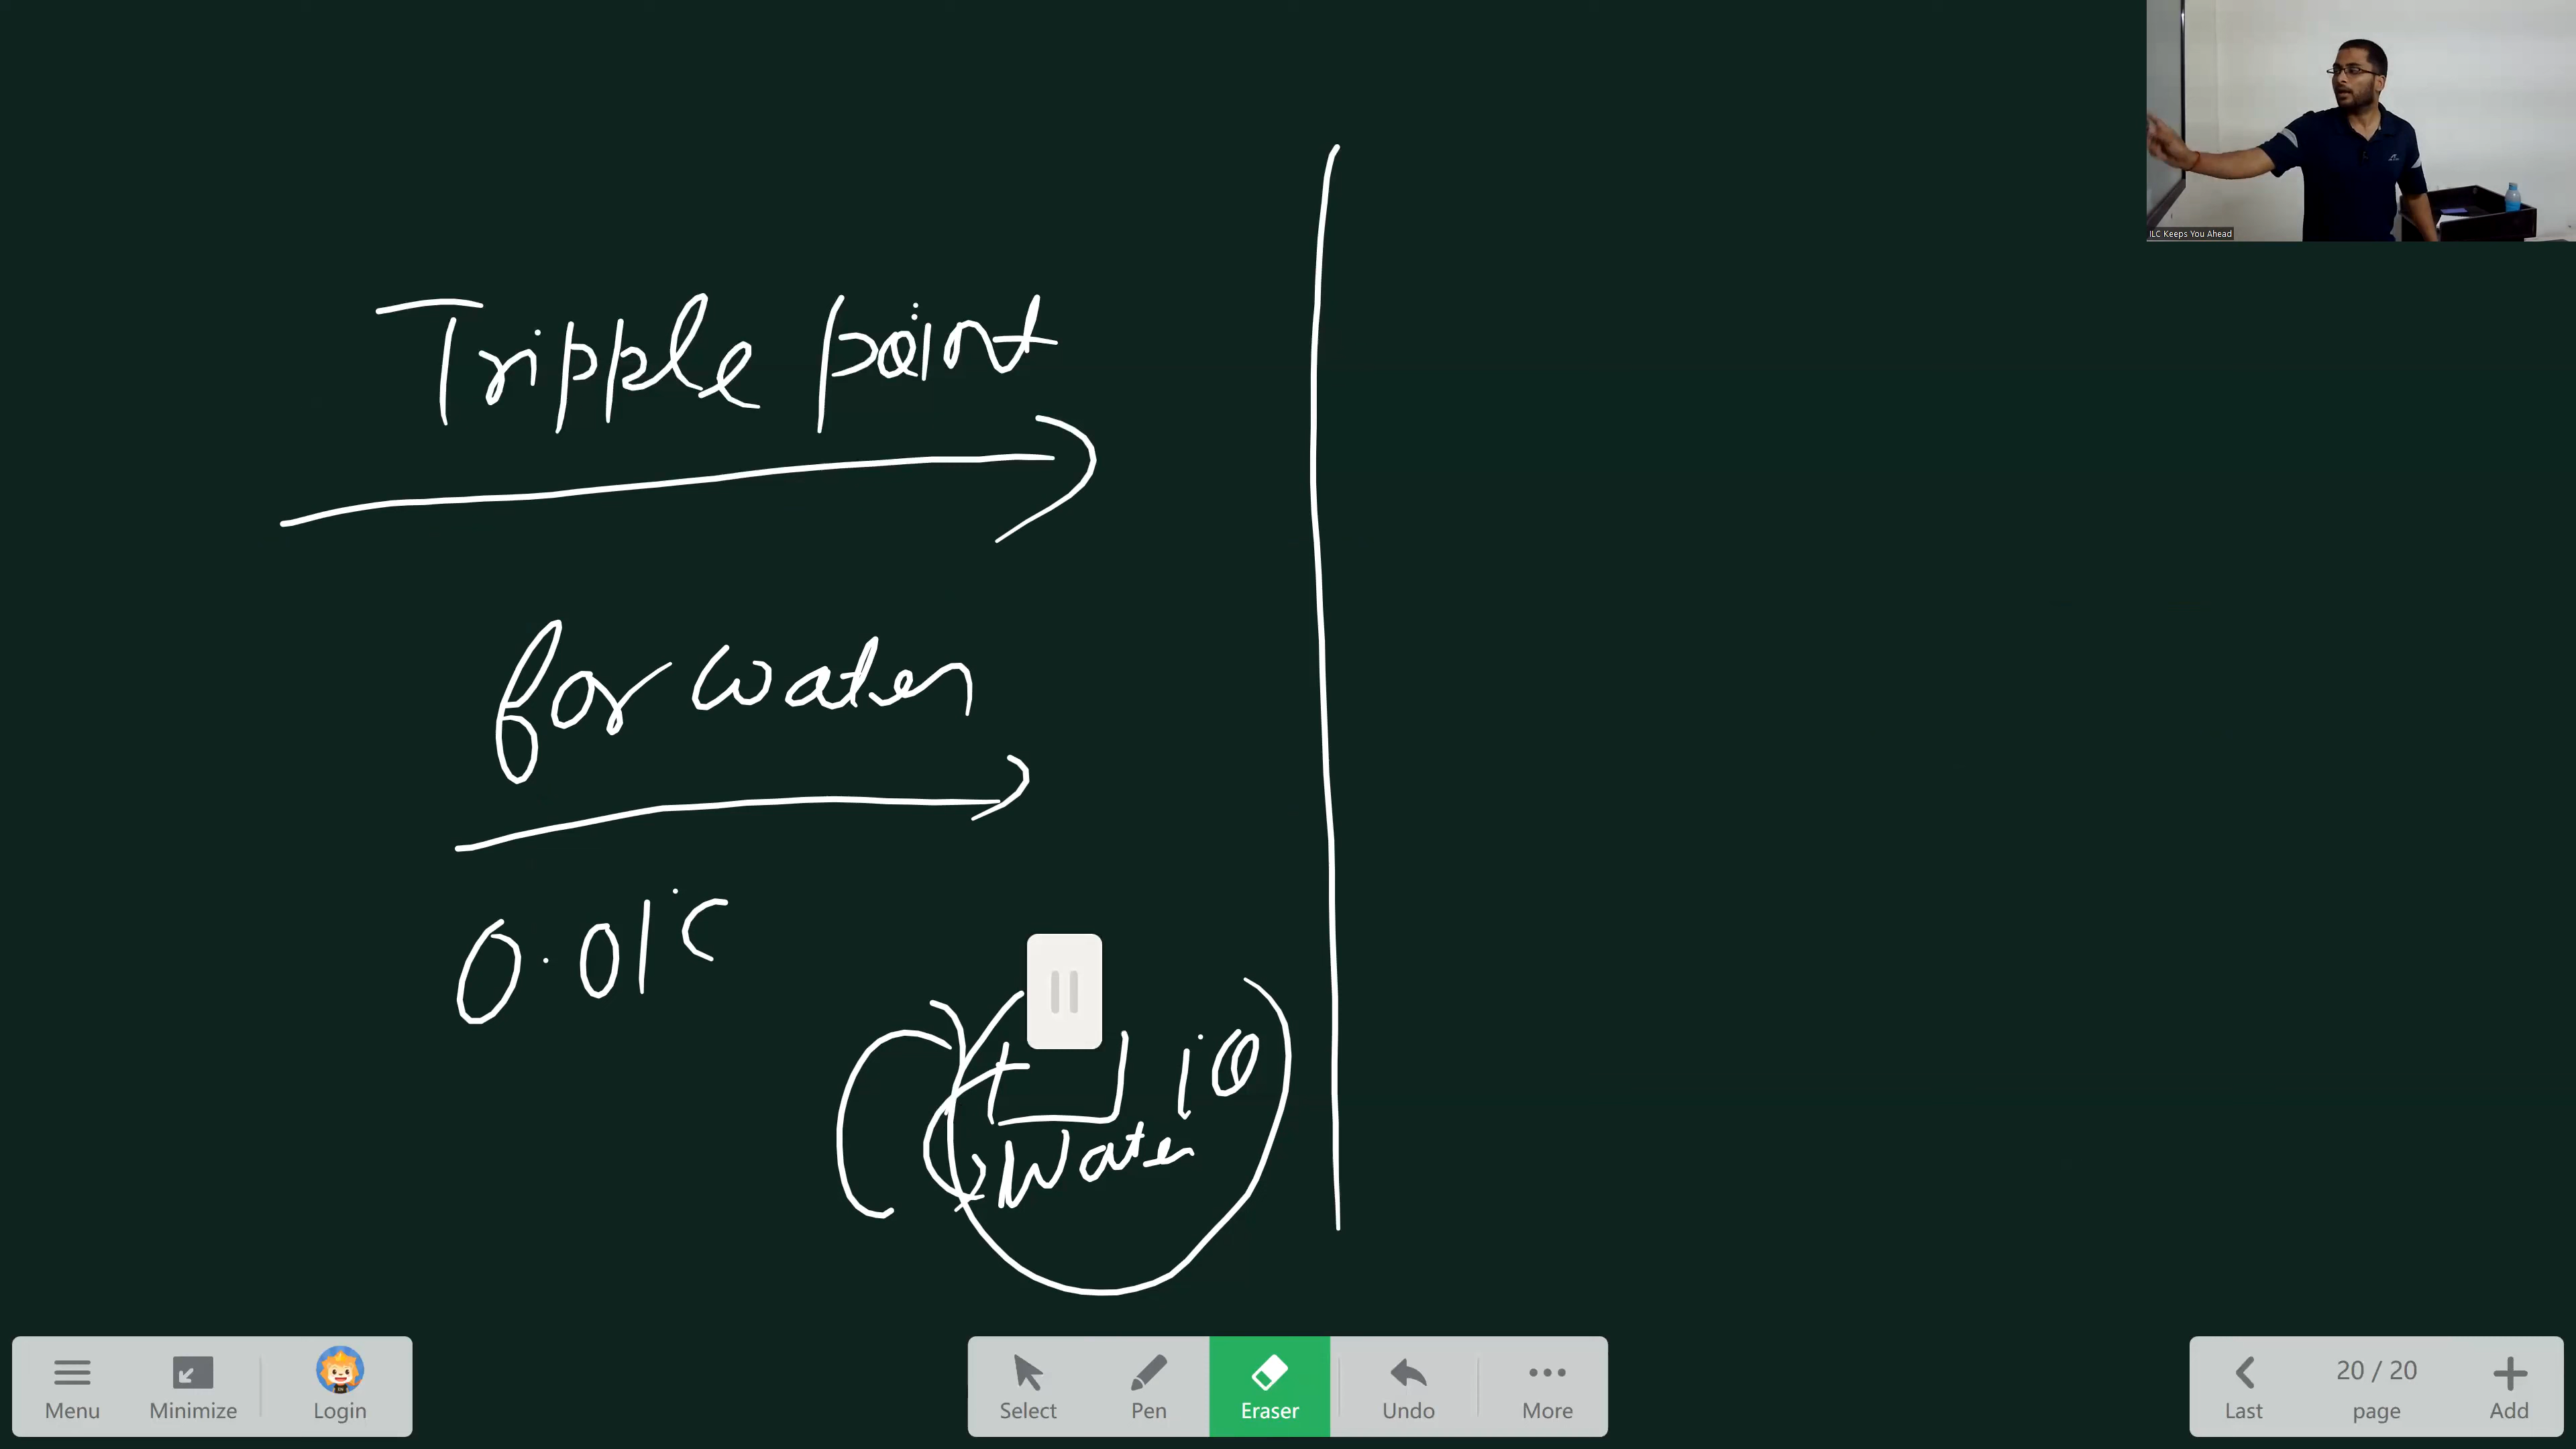 ILC Keeps You Ahead
Tripple point
for water
0.01°C
Water
Menu
Minimize
Login
Select
Pen
Eraser
Undo
More
Last
20 / 20
page
Add